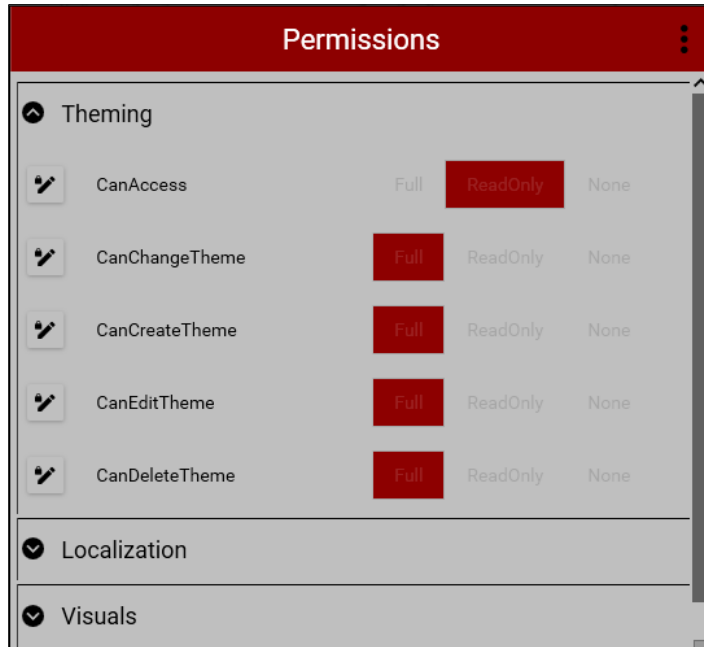 Permissions
Theming
CanAccess Full ReadOnly None
CanChangeTheme Full ReadOnly None
CanCreateTheme Full ReadOnly None
CanEditTheme Full ReadOnly None
CanDeleteTheme Full ReadOnly None
Localization
Visuals